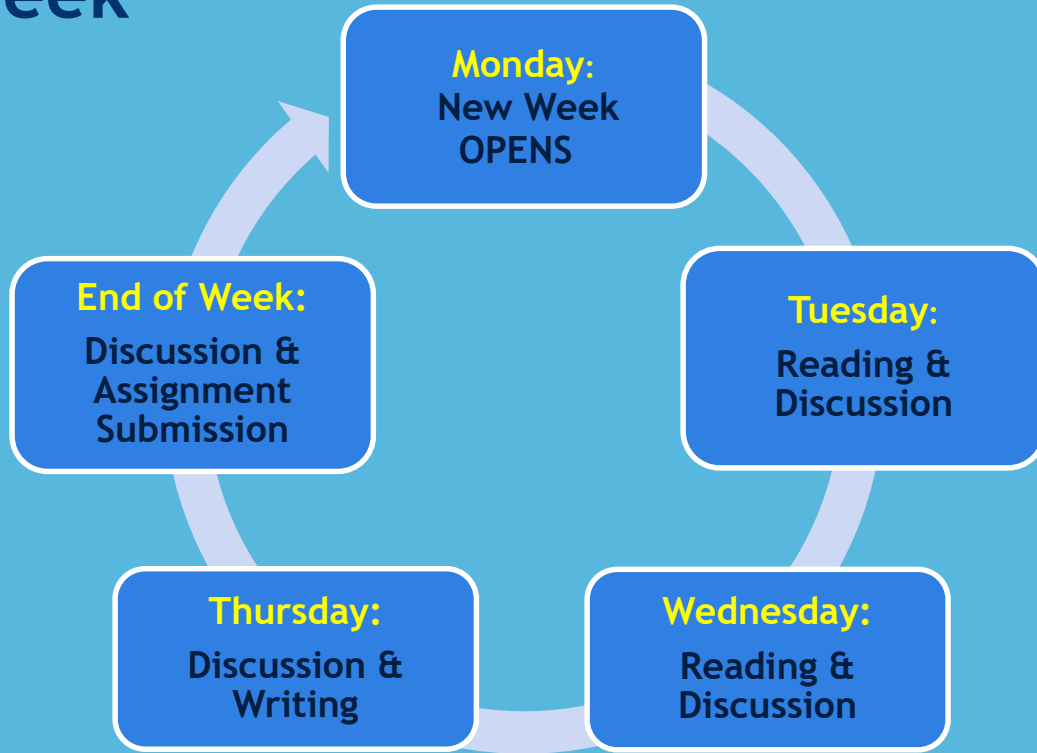 Monday:
New Week
OPENS
Tuesday:
Reading &
Discussion
Wednesday:
Reading &
Discussion
Thursday:
Discussion &
Writing
End of Week:
Discussion &
Assignment
Submission